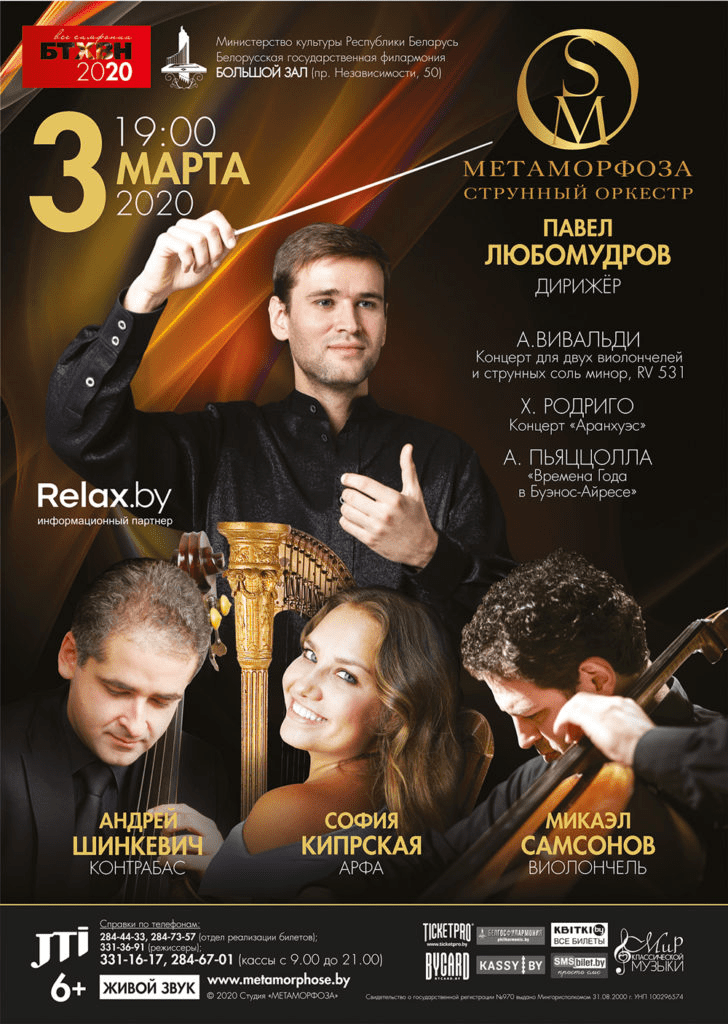 все симфонии
БТХВН
2020
Министерство культуры Республики Беларусь
Белорусская государственная филармония
БОЛЬШОЙ ЗАЛ (пр. Независимости, 50)
3
19:00
МАРТА
2020
SOM
МЕТАМОРФОЗА
СТРУННЫЙ ОРКЕСТР
ПАВЕЛ
ЛЮБОМУДРОВ
ДИРИЖЁР
А.ВИВАЛЬДИ
Концерт для двух виолончелей
и струнных соль минор, RV 531
Х. РОДРИГО
Концерт «Аранхуэс»
А. ПЬЯЦЦОЛЛА
«Времена Года
в Буэнос-Айресе»
Relax.by
информационный партнер
АНДРЕЙ
ШИНКЕВИЧ
КОНТРАБАС
СОФИЯ
КИПРСКАЯ
АРФА
МИКАЭЛ
САМСОНОВ
ВИОЛОНЧЕЛЬ
JTi
6+
Справки по телефонам:
284-44-33, 284-73-57 (отдел реализации билетов);
331-36-91 (режиссеры);
331-16-17, 284-67-01 (кассы с 9.00 до 21.00)
ЖИВОЙ ЗВУК
www.metamorphose.by
© 2020 Студия «МЕТАМОРФОЗА»
TICKETPRO
www.ticketpro.by
БЕЛГОСФИЛАРМОНИЯ
philharmonic.by
КВІТКІ by
ВСЕ БИЛЕТЫ
BYCARD
BYCARD.BY
KASSY BY
SMSbilet.by
просто смс
Мир
КЛАССИЧЕСКОЙ
МУЗЫКИ
Свидетельство о государственной регистрации №970 выдано Мингорисполкомом 31.08.2000 г. УНП 100296574